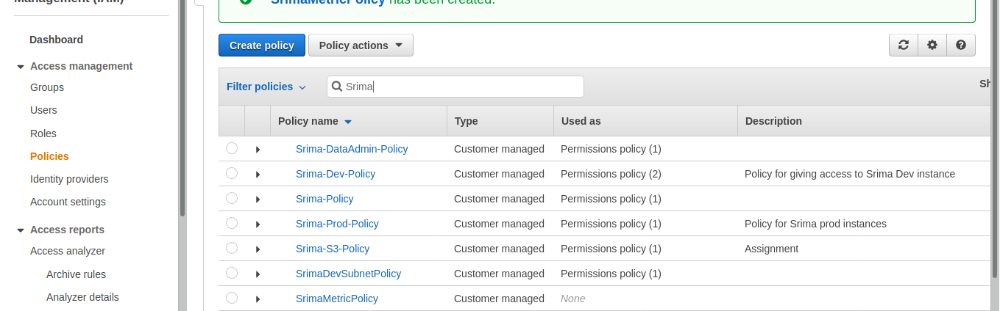 Management (IAM)
SrimaMetricPolicy has been created.
Dashboard
Create policy
Policy actions
Access management
Groups
Filter policies
Srima
Sh
Users
Policy name
Type
Used as
Description
Roles
Policies
Srima-DataAdmin-Policy Customer managed Permissions policy (1)
Identity providers
Srima-Dev-Policy Customer managed Permissions policy (2) Policy for giving access to Srima Dev instance
Account settings
Srima-Policy Customer managed Permissions policy (1)
Access reports
Srima-Prod-Policy Customer managed Permissions policy (1) Policy for Srima prod instances
Access analyzer
Srima-S3-Policy Customer managed Permissions policy (1) Assignment
Archive rules
SrimaDevSubnetPolicy Customer managed Permissions policy (1)
Analyzer details
SrimaMetricPolicy Customer managed None